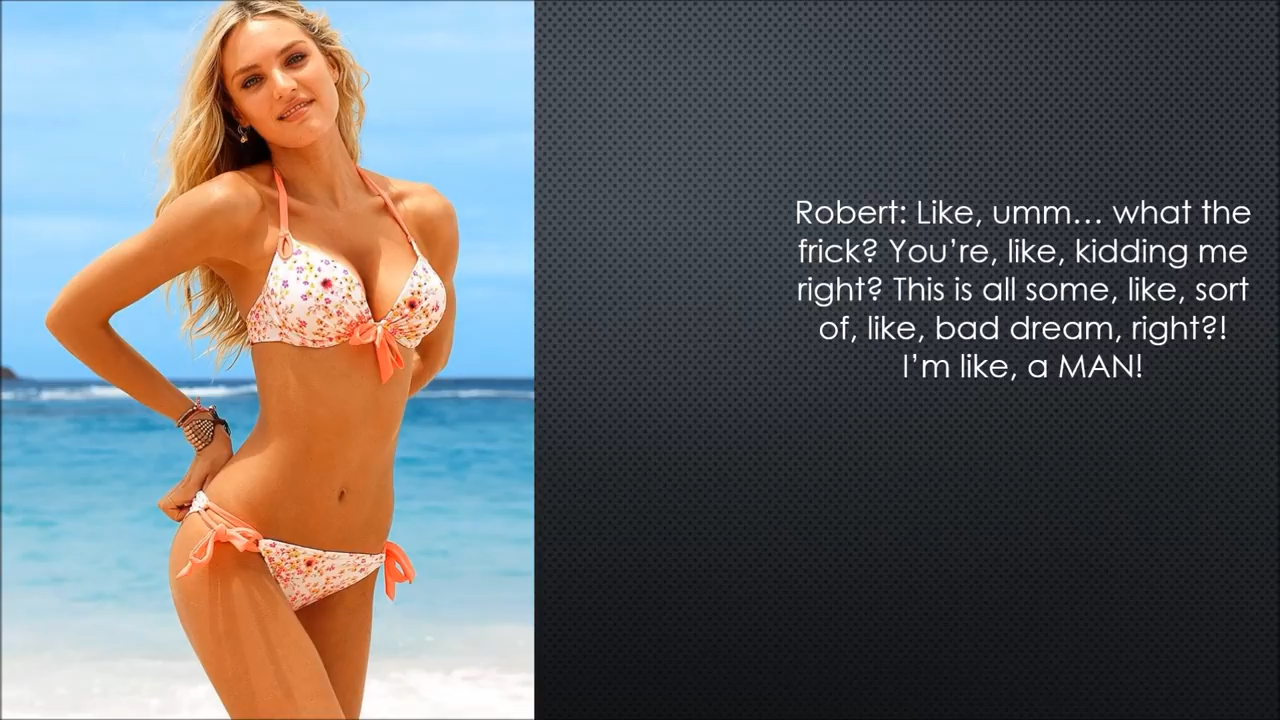 Robert: Like, umm… what the
frick? You’re, like, kidding me
right? This is all some, like, sort
of, like, bad dream, right?!
I’m like, a MAN!